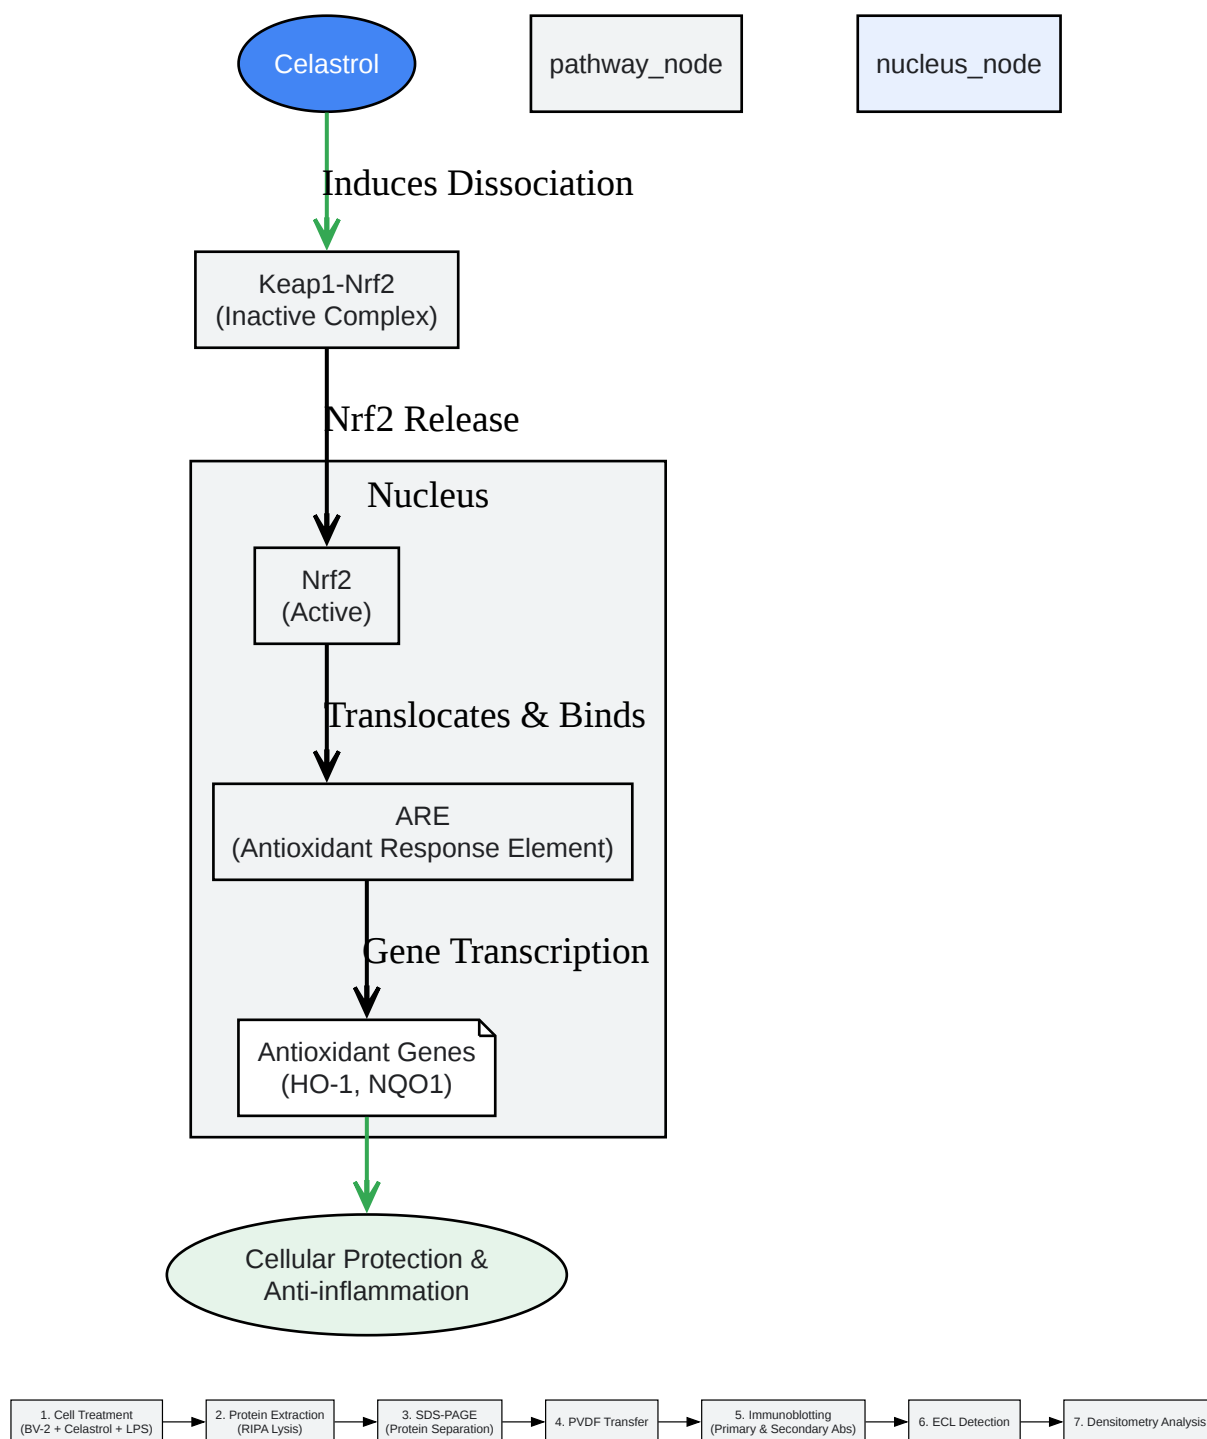 Celastrol
pathway_node
nucleus_node
Induces Dissociation
Keap1-Nrf2
(Inactive Complex)
Nrf2 Release
Nucleus
Nrf2
(Active)
Translocates & Binds
ARE
(Antioxidant Response Element)
Gene Transcription
Antioxidant Genes
(HO-1, NQO1)
Cellular Protection &
Anti-inflammation
1. Cell Treatment
(BV-2 + Celastrol + LPS)
2. Protein Extraction
(RIPA Lysis)
3. SDS-PAGE
(Protein Separation)
4. PVDF Transfer
5. Immunoblotting
(Primary & Secondary Abs)
6. ECL Detection
7. Densitometry Analysis